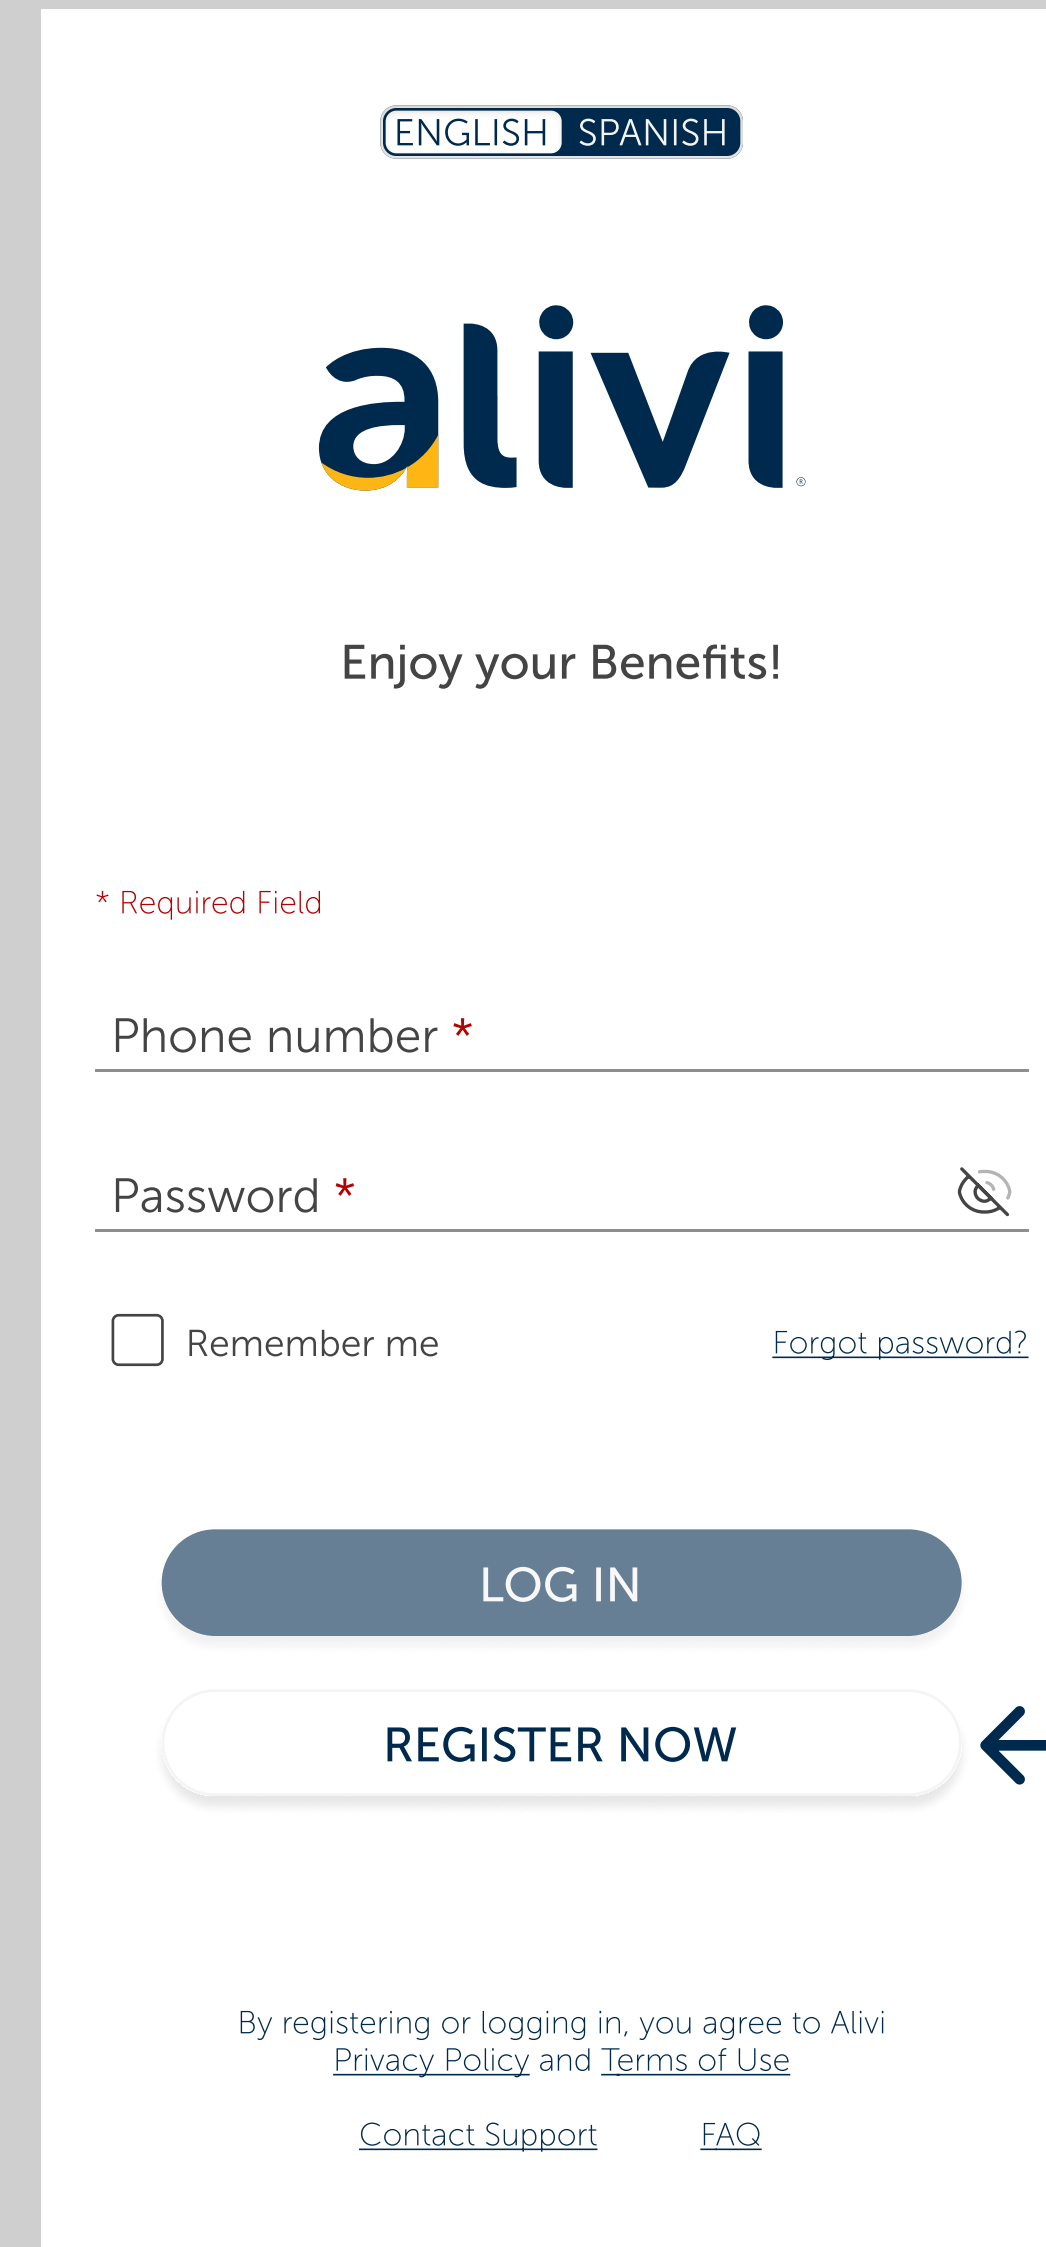 ENGLISH SPANISH
alivi®
Enjoy your Benefits!
* Required Field
Phone number *
Password *
Remember me Forgot password?
LOG IN
REGISTER NOW
By registering or logging in, you agree to Alivi
Privacy Policy and Terms of Use
Contact Support FAQ